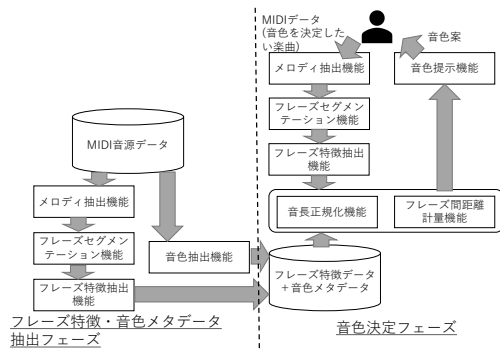 MIDIデータ
(音色を決定した
い楽曲)
音色案
メロディ抽出機能
音色提示機能
フレーズセグメン
テーション機能
フレーズ特徴抽出
機能
音長正規化機能
フレーズ間距離
計量機能
フレーズ特徴データ
＋音色メタデータ
音色決定フェーズ
MIDI音源データ
メロディ抽出機能
フレーズセグメン
テーション機能
音色抽出機能
フレーズ特徴抽出
機能
フレーズ特徴・音色メタデータ
抽出フェーズ